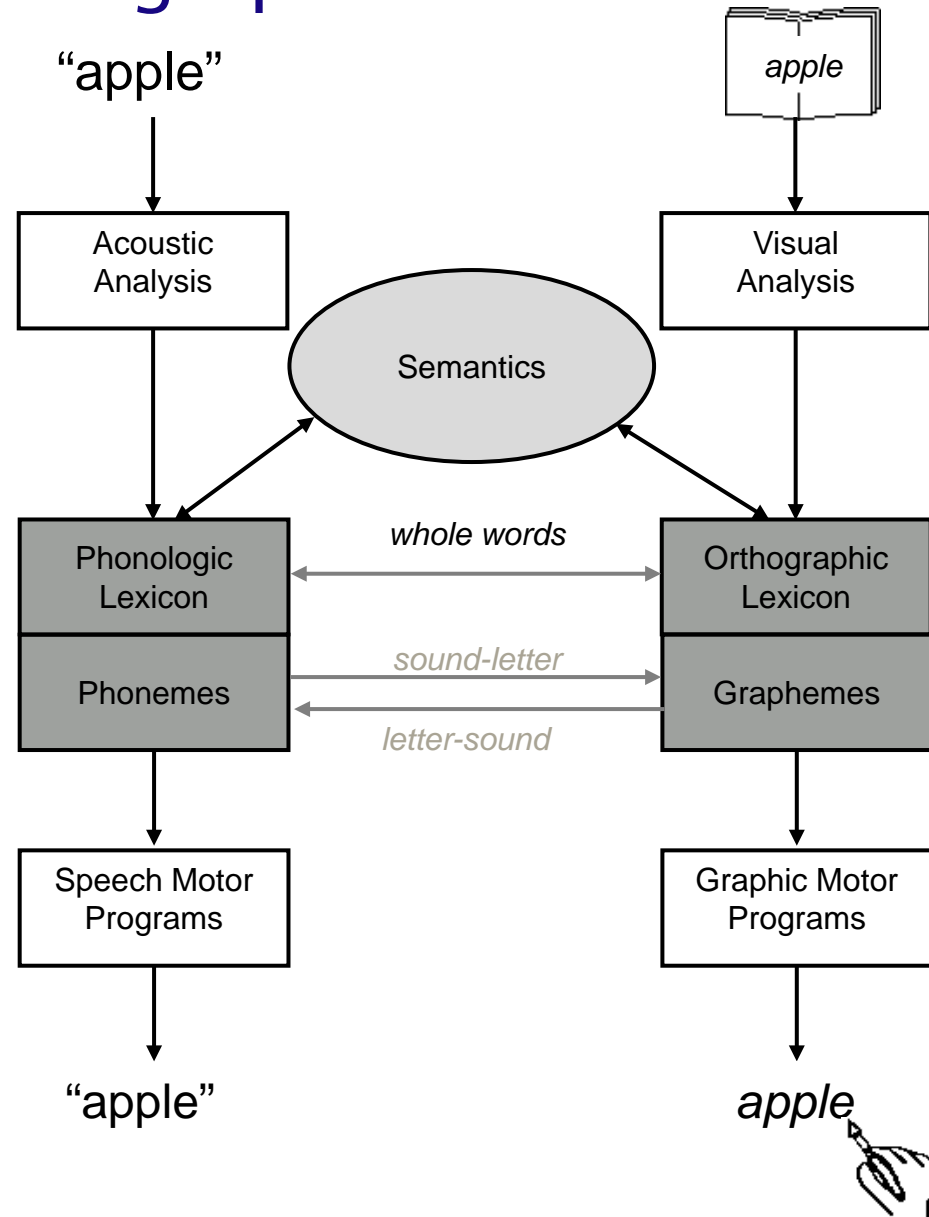 “apple”
apple
Acoustic
Analysis
Visual
Analysis
Semantics
Phonologic
Lexicon
whole words
Orthographic
Lexicon
Phonemes
sound-letter
letter-sound
Graphemes
Speech Motor
Programs
Graphic Motor
Programs
“apple”
apple